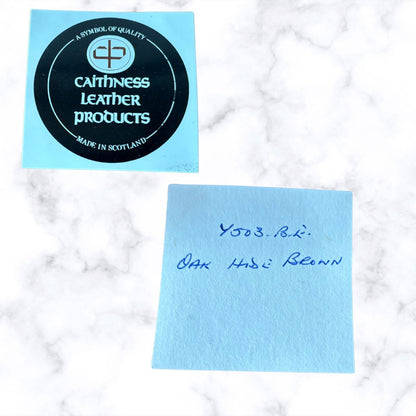 A SYMBOL OF QUALITY
CAITHNESS
LEATHER
PRODUCTS
MADE IN SCOTLAND
Y503.B.E.
OAK HIDE BROWN